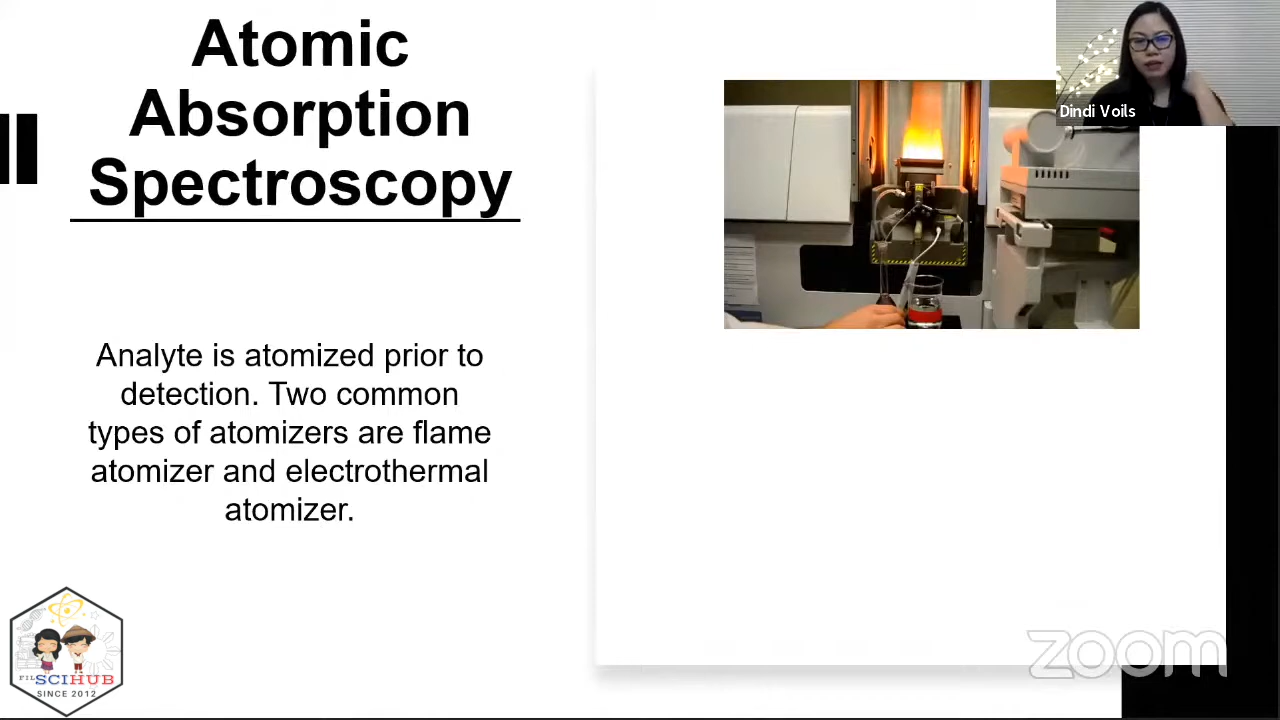 Atomic
Absorption
Spectroscopy
Dindi Voils
Analyte is atomized prior to
detection. Two common
types of atomizers are flame
atomizer and electrothermal
atomizer.
FIL SCIHUB
SINCE 2012
zoom